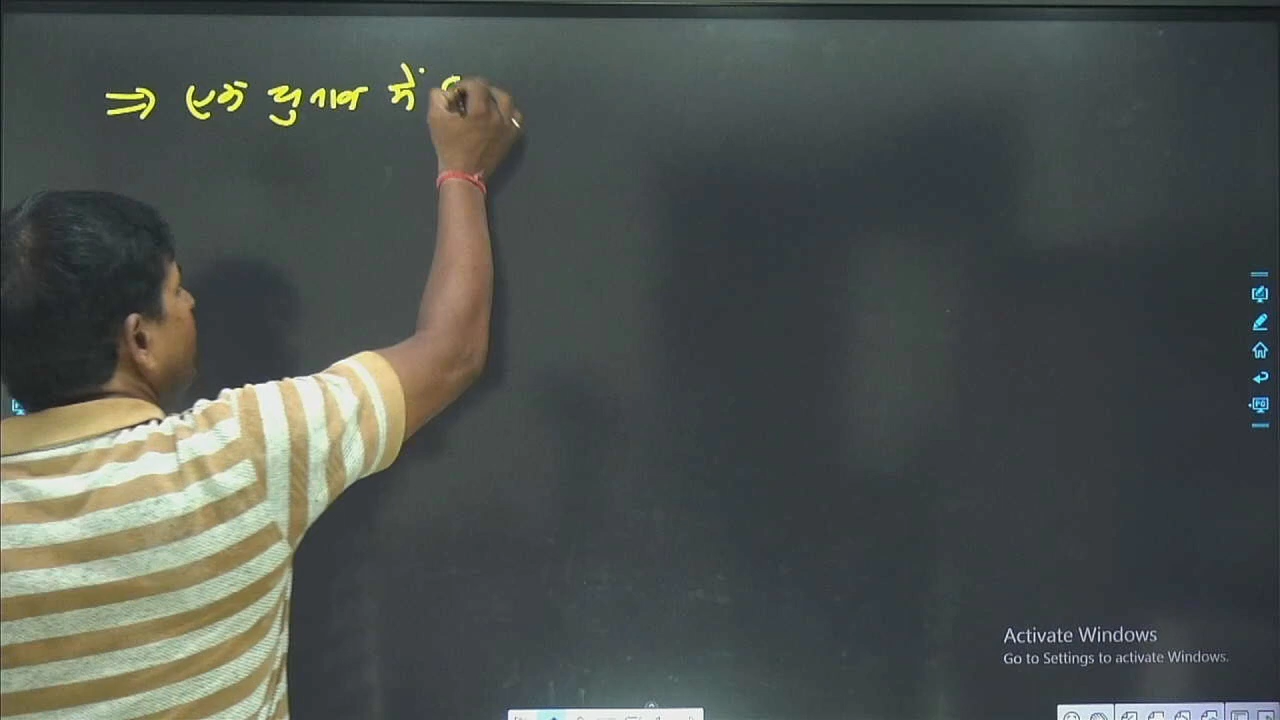 ⇒ एक चुनाव में
Activate Windows
Go to Settings to activate Windows.